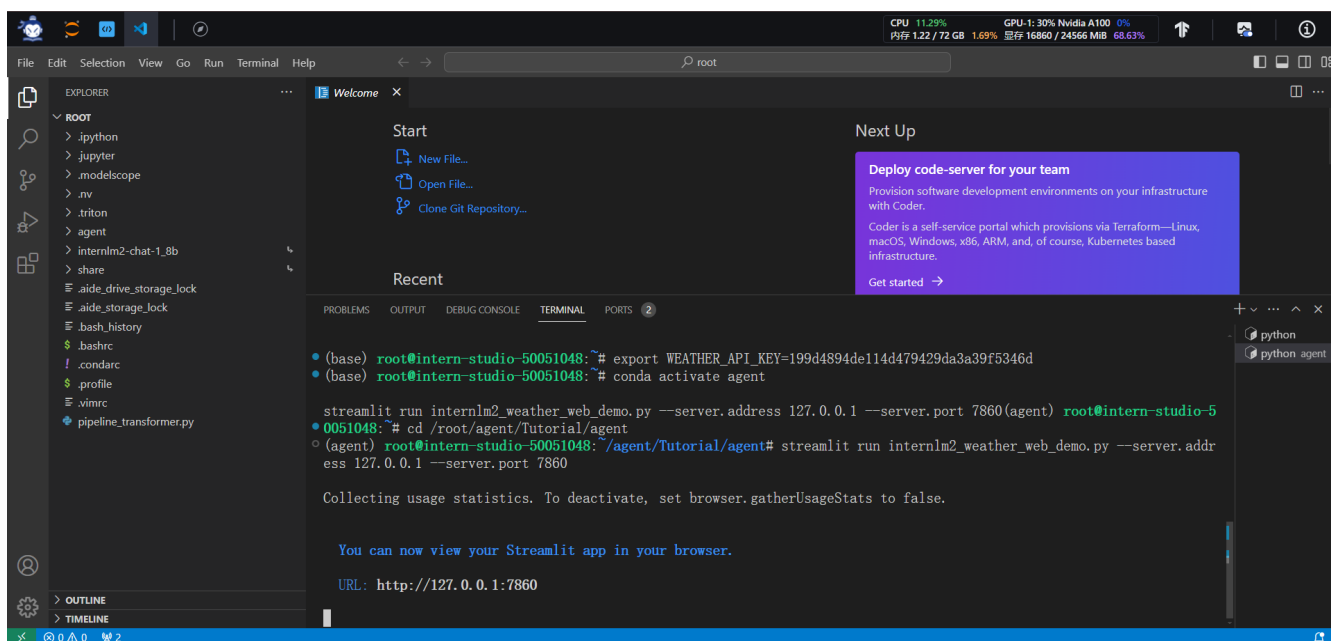 CPU 11.29% GPU-1: 30% Nvidia A100 0%
内存 1.22 / 72 GB 1.69% 显存 16860 / 24566 MiB 68.63%
File Edit Selection View Go Run Terminal Help
root
EXPLORER
Welcome
ROOT
.ipython
.jupyter
.modelscope
.nv
.triton
agent
internlm2-chat-1_8b
share
.aide_drive_storage_lock
.aide_storage_lock
.bash_history
.bashrc
.condarc
.profile
.vimrc
pipeline_transformer.py
OUTLINE
TIMELINE
Start
New File...
Open File...
Clone Git Repository...
Recent
Next Up
Deploy code-server for your team
Provision software development environments on your infrastructure
with Coder.
Coder is a self-service portal which provisions via Terraform—Linux,
macOS, Windows, x86, ARM, and, of course, Kubernetes based
infrastructure.
Get started →
PROBLEMS OUTPUT DEBUG CONSOLE TERMINAL PORTS 2
(base) root@intern-studio-50051048:~# export WEATHER_API_KEY=199d4894de114d479429da3a39f5346d
(base) root@intern-studio-50051048:~# conda activate agent
streamlit run internlm2_weather_web_demo.py --server.address 127.0.0.1 --server.port 7860(agent) root@intern-studio-5
0051048:~# cd /root/agent/Tutorial/agent
(agent) root@intern-studio-50051048:~/agent/Tutorial/agent# streamlit run internlm2_weather_web_demo.py --server.addr
ess 127.0.0.1 --server.port 7860
Collecting usage statistics. To deactivate, set browser.gatherUsageStats to false.
You can now view your Streamlit app in your browser.
URL: http://127.0.0.1:7860
python
python agent
0 0 2